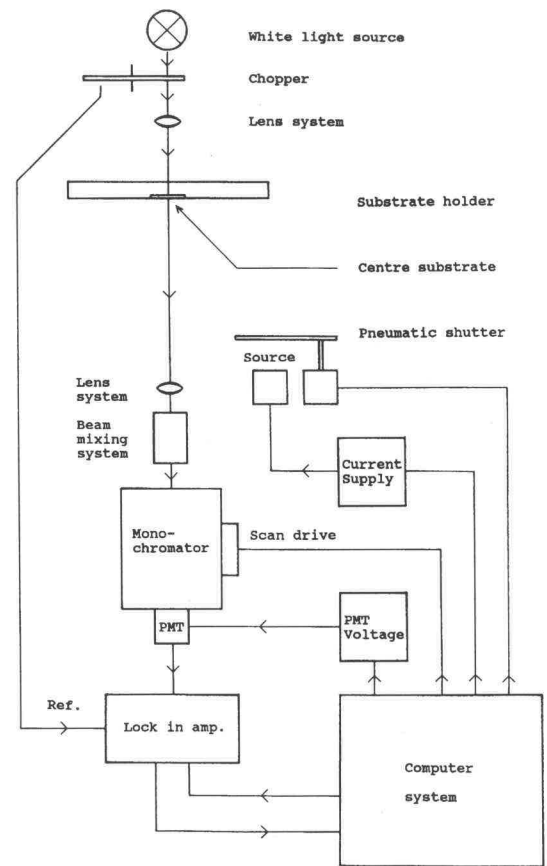 White light source
Chopper
Lens system
Substrate holder
Centre substrate
Pneumatic shutter
Source
Lens
system
Beam
mixing
system
Current
Supply
Mono-
chromator
Scan drive
PMT
PMT
Voltage
Ref.
Lock in amp.
Computer
system